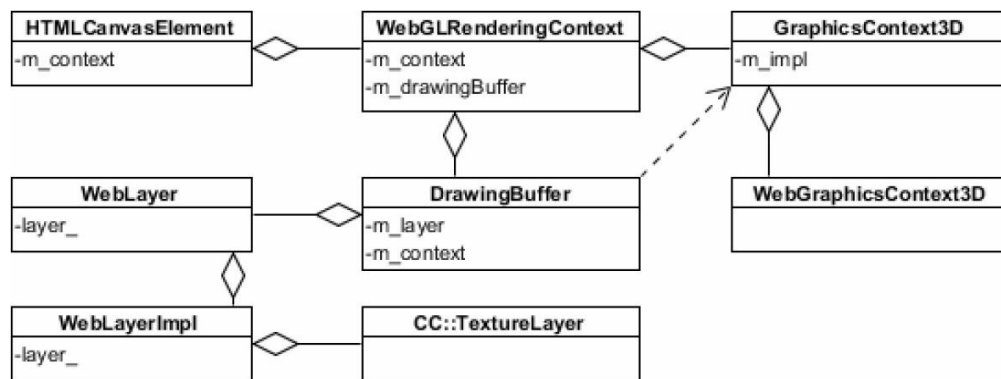 HTMLCanvasElement
-m_context
WebGLRenderingContext
-m_context
-m_drawingBuffer
GraphicsContext3D
-m_impl
WebLayer
-layer_
DrawingBuffer
-m_layer
-m_context
WebGraphicsContext3D
WebLayerImpl
-layer_
CC::TextureLayer